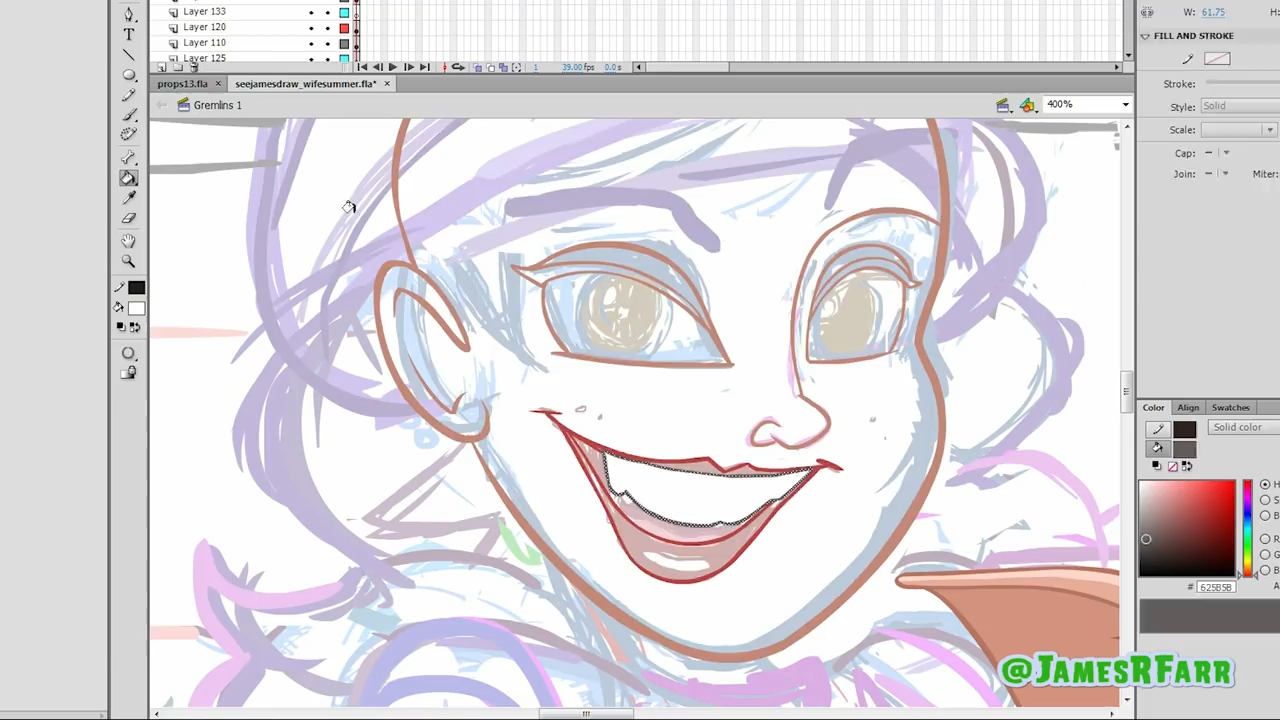 Layer 133
Layer 120
Layer 110
Layer 125
1 39.00 fps 0.0 s
props13.fla × seejamesdraw_wifesummer.fla* ×
Gremlins 1
400%
W: 61.75 H:
FILL AND STROKE
Stroke:
Style: Solid
Scale:
Cap:
Join: Miter:
Color Align Swatches
Solid color
H
S
B
R
G
B
# 625B5B A
@JamesRFarr